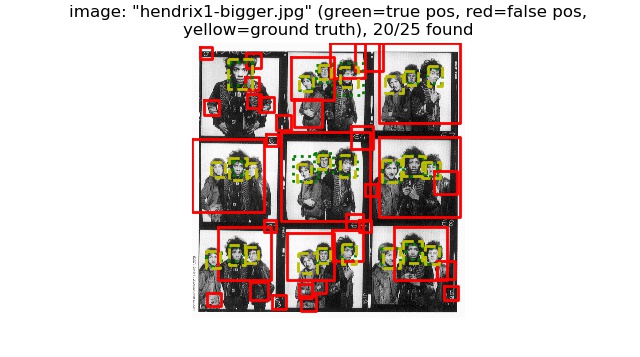 image: "hendrix1-bigger.jpg" (green=true pos, red=false pos,
yellow=ground truth), 20/25 found